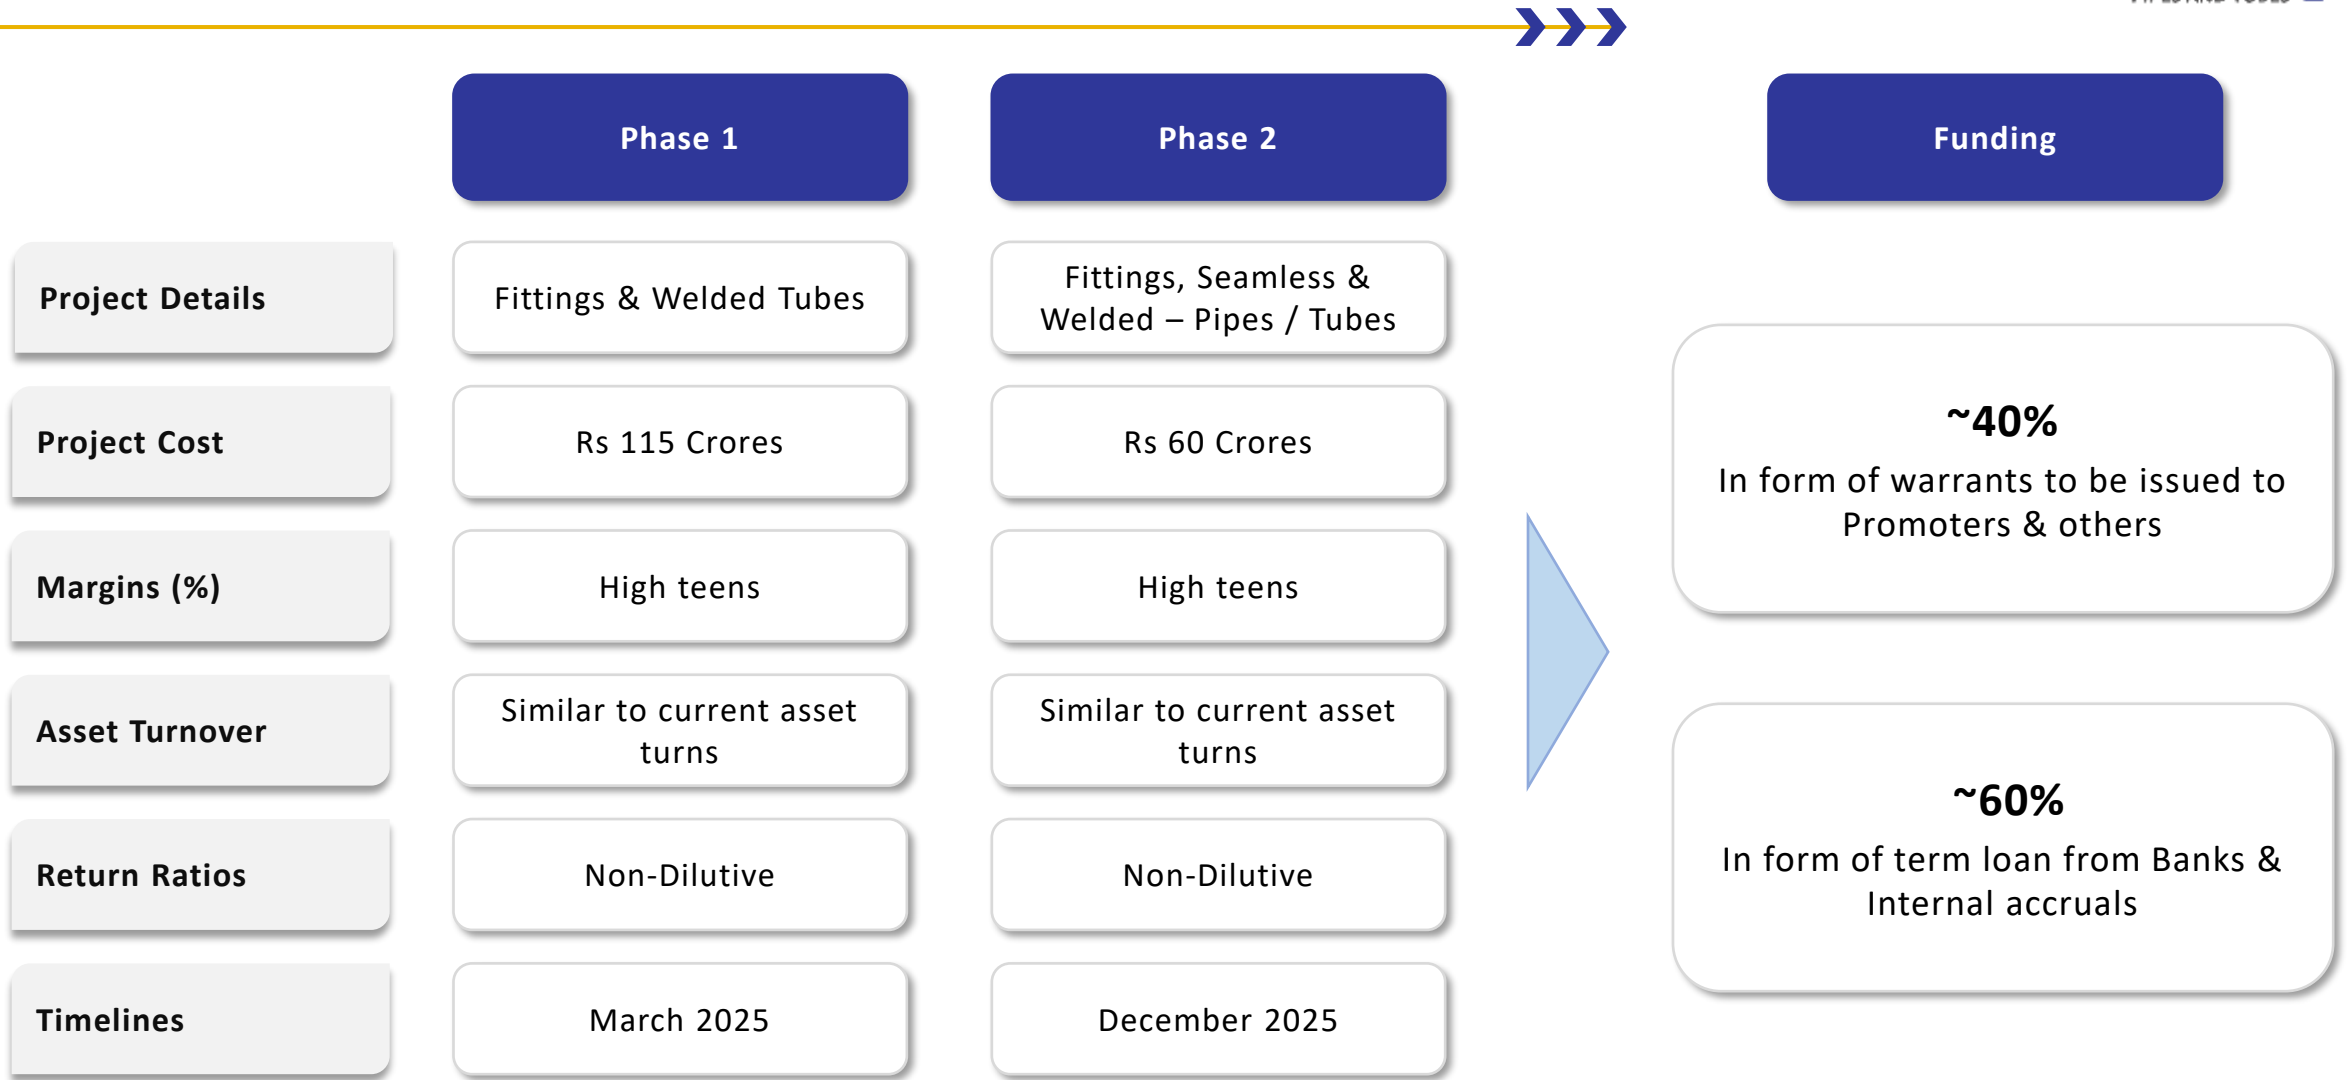 Phase 1
Phase 2
Funding
Project Details
Fittings & Welded Tubes
Fittings, Seamless &
Welded – Pipes / Tubes
Project Cost
Rs 115 Crores
Rs 60 Crores
Margins (%)
High teens
High teens
Asset Turnover
Similar to current asset
turns
Similar to current asset
turns
Return Ratios
Non-Dilutive
Non-Dilutive
Timelines
March 2025
December 2025
~40%
In form of warrants to be issued to
Promoters & others
~60%
In form of term loan from Banks &
Internal accruals